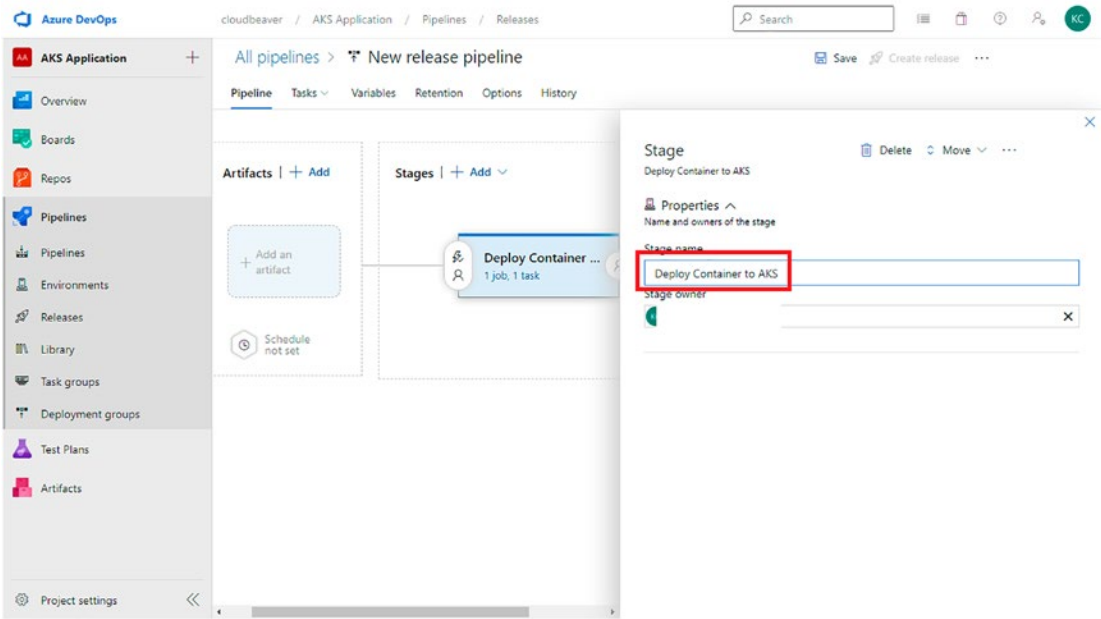 Azure DevOps
cloudbeaver / AKS Application / Pipelines / Releases
Search
KC
AA AKS Application
Overview
Boards
Repos
Pipelines
Pipelines
Environments
Releases
Library
Task groups
Deployment groups
Test Plans
Artifacts
Project settings
All pipelines > New release pipeline
Save Create release ...
Pipeline Tasks Variables Retention Options History
Artifacts | + Add
Stages | + Add
+ Add an
artifact
Schedule
not set
Deploy Container ...
1 job, 1 task
Stage
Delete Move ...
Deploy Container to AKS
Properties
Name and owners of the stage
Stage name
Deploy Container to AKS
Stage owner